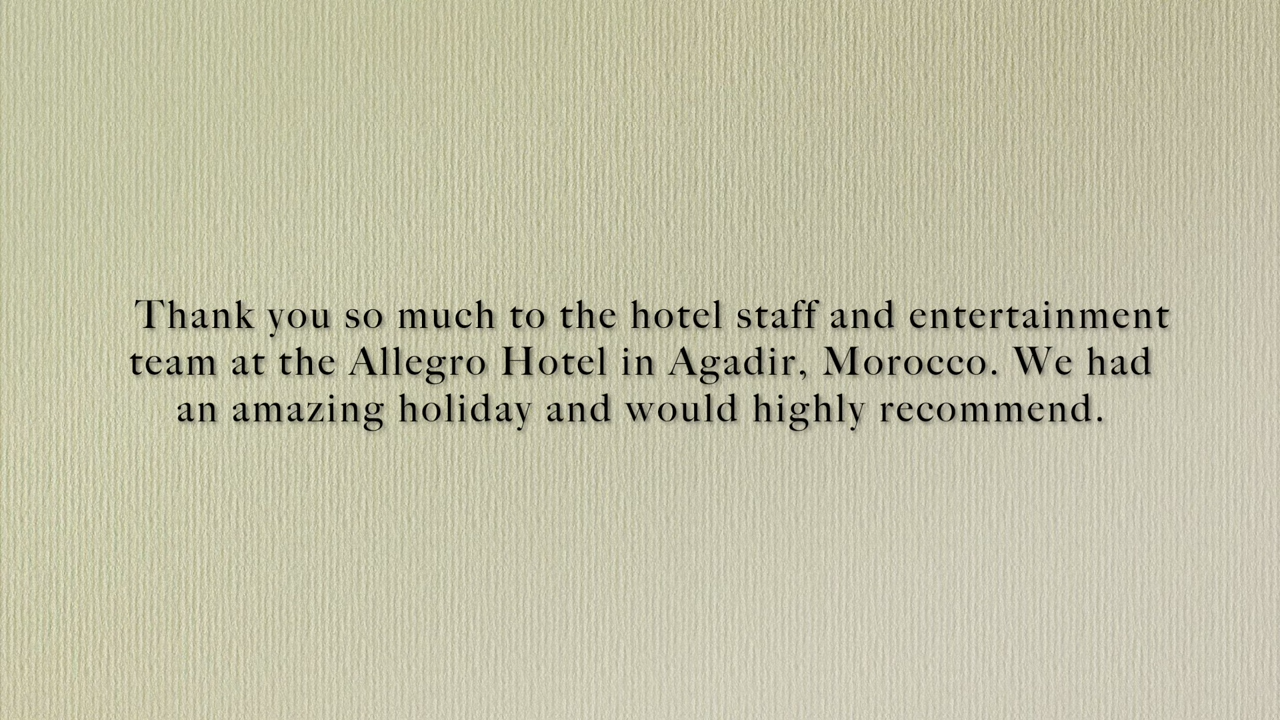 Thank you so much to the hotel staff and entertainment
team at the Allegro Hotel in Agadir, Morocco. We had
an amazing holiday and would highly recommend.